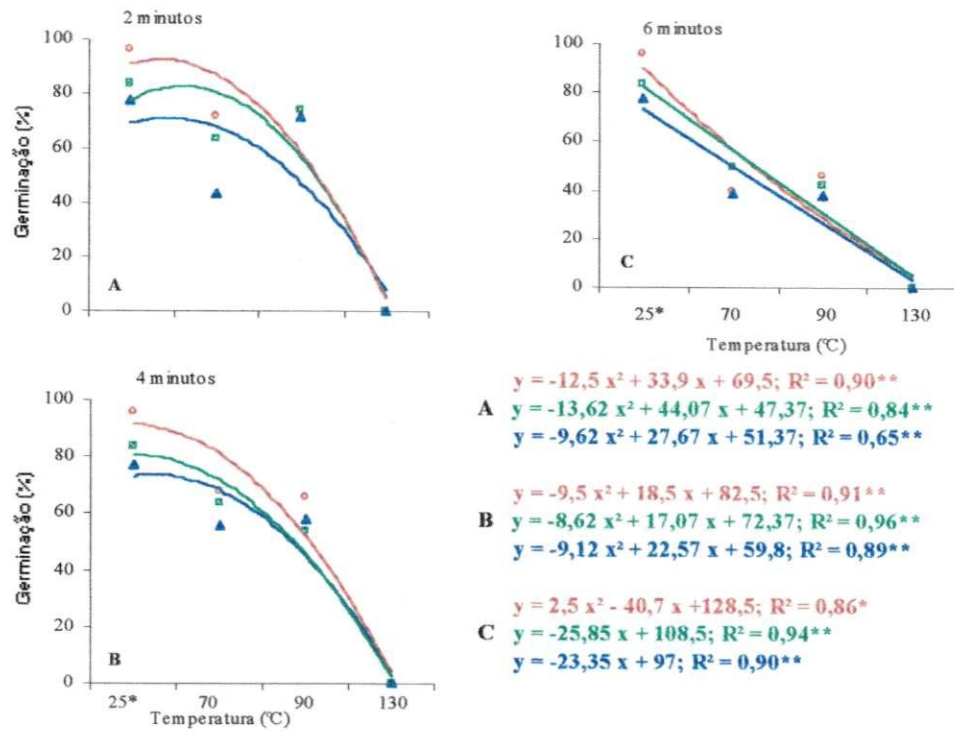 2 minutos
100
80
60
40
20
0
Germinação (%)
A
6 minutos
100
80
60
40
20
0
C
25* 70 90 130
Temperatura (ºC)
4 minutos
100
80
60
40
20
0
Germinação (%)
B
25* 70 90 130
Temperatura (ºC)
y = -12,5 x² + 33,9 x + 69,5; R² = 0,90**
A y = -13,62 x² + 44,07 x + 47,37; R² = 0,84**
y = -9,62 x² + 27,67 x + 51,37; R² = 0,65**
y = -9,5 x² + 18,5 x + 82,5; R² = 0,91**
B y = -8,62 x² + 17,07 x + 72,37; R² = 0,96**
y = -9,12 x² + 22,57 x + 59,8; R² = 0,89**
y = 2,5 x² - 40,7 x +128,5; R² = 0,86*
C y = -25,85 x + 108,5; R² = 0,94**
y = -23,35 x + 97; R² = 0,90**